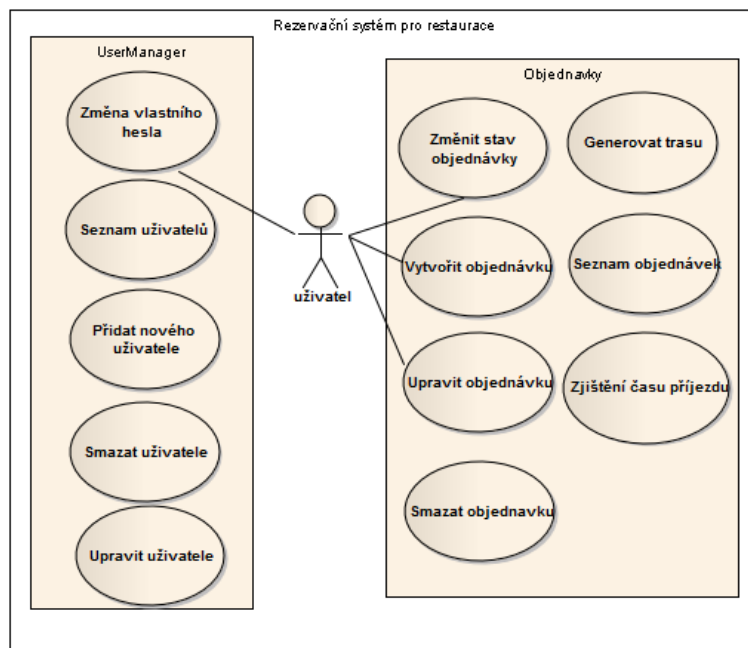 Rezervační systém pro restaurace
UserManager
Změna vlastního
hesla
Seznam uživatelů
Přidat nového
uživatele
Smazat uživatele
Upravit uživatele
uživatel
Objednavky
Změnit stav
objednávky
Generovat trasu
Vytvořit objednávku
Seznam objednávek
Upravit objednávku
Zjištění času příjezdu
Smazat objednavku